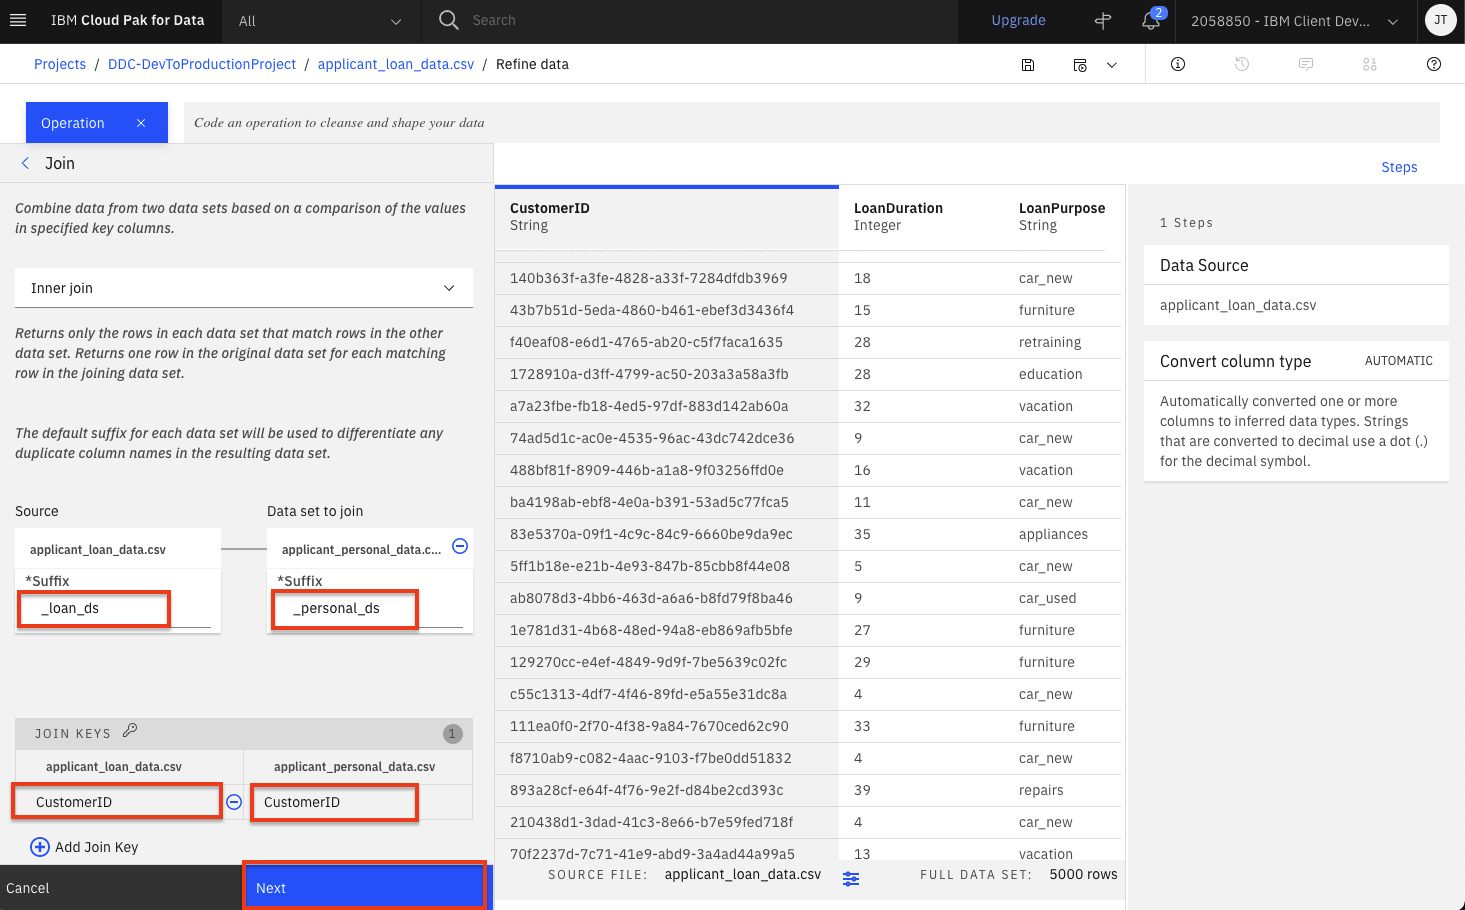 IBM Cloud Pak for Data
All
Search
Upgrade
2
2058850 - IBM Client Dev...
JT
Projects / DDC-DevToProductionProject / applicant_loan_data.csv / Refine data
Operation ×
Code an operation to cleanse and shape your data
Join
Combine data from two data sets based on a comparison of the values
in specified key columns.
Inner join
Returns only the rows in each data set that match rows in the other
data set. Returns one row in the original data set for each matching
row in the joining data set.
The default suffix for each data set will be used to differentiate any
duplicate column names in the resulting data set.
Source
Data set to join
applicant_loan_data.csv
applicant_personal_data.c...
*Suffix
*Suffix
_loan_ds
_personal_ds
JOIN KEYS
1
applicant_loan_data.csv
applicant_personal_data.csv
CustomerID
CustomerID
Add Join Key
Cancel
Next
CustomerID LoanDuration LoanPurpose
String Integer String
140b363f-a3fe-4828-a33f-7284dfdb3969 18 car_new
43b7b51d-5eda-4860-b461-ebef3d3436f4 15 furniture
f40eaf08-e6d1-4765-ab20-c5f7faca1635 28 retraining
1728910a-d3ff-4799-ac50-203a3a58a3fb 28 education
a7a23fbe-fb18-4ed5-97df-883d142ab60a 32 vacation
74ad5d1c-ac0e-4535-96ac-43dc742dce36 9 car_new
488bf81f-8909-446b-a1a8-9f03256ffd0e 16 vacation
ba4198ab-ebf8-4e0a-b391-53ad5c77fca5 11 car_new
83e5370a-09f1-4c9c-84c9-6660be9da9ec 35 appliances
5ff1b18e-e21b-4e93-847b-85cbb8f44e08 5 car_new
ab8078d3-4bb6-463d-a6a6-b8fd79f8ba46 9 car_used
1e781d31-4b68-48ed-94a8-eb869afb5bfe 27 furniture
129270cc-e4ef-4849-9d9f-7be5639c02fc 29 furniture
c55c1313-4df7-4f46-89fd-e5a55e31dc8a 4 car_new
111ea0f0-2f70-4f38-9a84-7670ced62c90 33 furniture
f8710ab9-c082-4aac-9103-f7be0dd51832 4 car_new
893a28cf-e64f-4f76-9e2f-d84be2cd393c 39 repairs
210438d1-3dad-41c3-8e66-b7e59fed718f 4 car_new
70f2237d-7c71-41e9-abd9-3a4ad44a99a5 13 vacation
SOURCE FILE: applicant_loan_data.csv
FULL DATA SET: 5000 rows
Steps
1 Steps
Data Source
applicant_loan_data.csv
Convert column type AUTOMATIC
Automatically converted one or more
columns to inferred data types. Strings
that are converted to decimal use a dot (.)
for the decimal symbol.